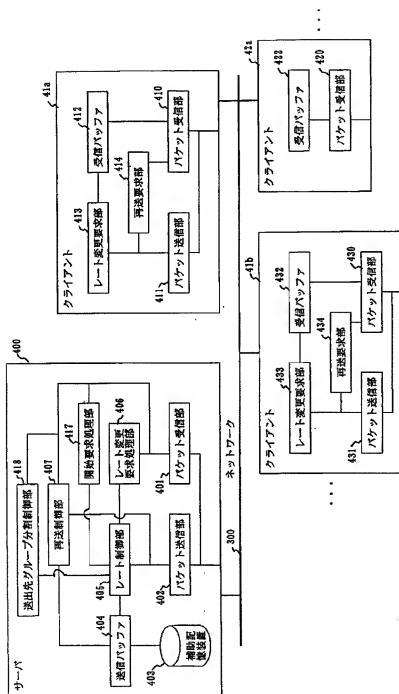 サーバ
400
送出先グループ分割制御部
418
再送制御部
407
開始要求処理部
417
レート変更
要求処理部
406
レート制御部
405
送信バッファ
404
パケット受信部
401
パケット送信部
402
補助記
憶装置
403
300
ネットワーク
クライアント
41a
受信バッファ
412
レート変更要求部
413
再送要求部
414
パケット受信部
410
パケット送信部
411
クライアント
41b
受信バッファ
432
レート変更要求部
433
再送要求部
434
パケット受信部
430
パケット送信部
431
クライアント
42a
受信バッファ
422
パケット受信部
420